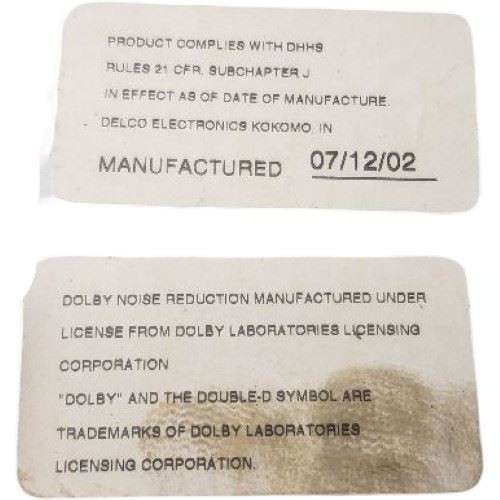 PRODUCT COMPLIES WITH DHHS
RULES 21 CFR. SUBCHAPTER J
IN EFFECT AS OF DATE OF MANUFACTURE.
DELCO ELECTRONICS KOKOMO, IN
MANUFACTURED 07/12/02
DOLBY NOISE REDUCTION MANUFACTURED UNDER
LICENSE FROM DOLBY LABORATORIES LICENSING
CORPORATION
"DOLBY" AND THE DOUBLE-D SYMBOL ARE
TRADEMARKS OF DOLBY LABORATORIES
LICENSING CORPORATION.